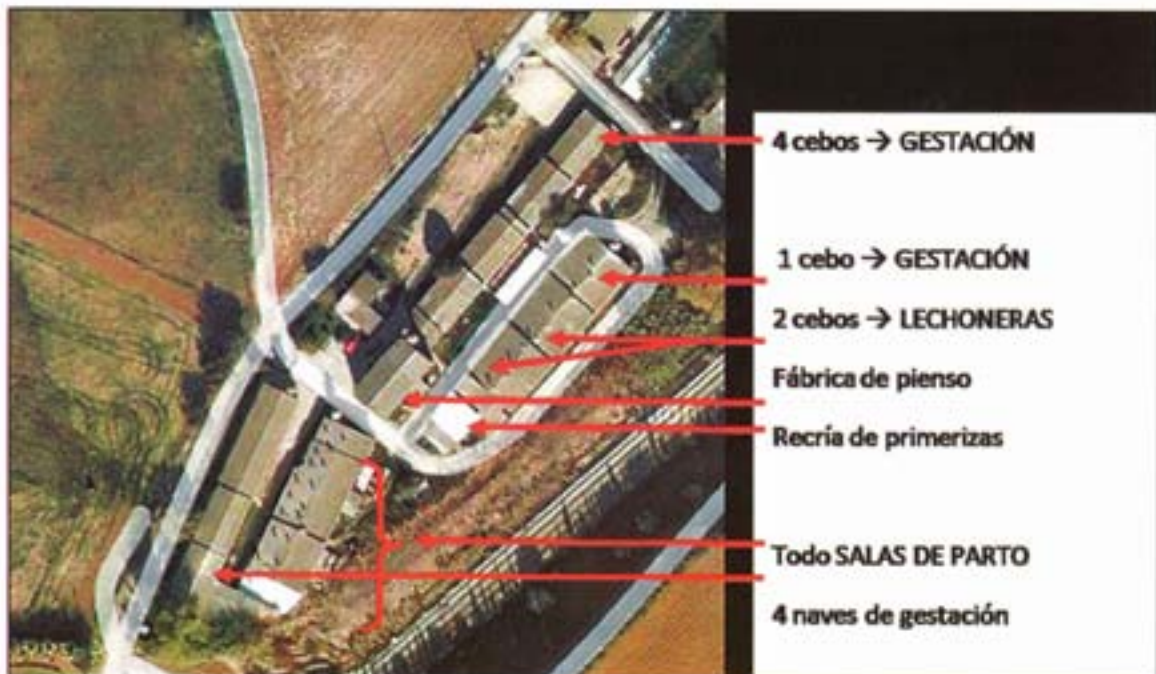 4 cebos → GESTACIÓN
1 cebo → GESTACIÓN
2 cebos → LECHONERAS
Fábrica de pienso
Recría de primerizas
Todo SALAS DE PARTO
4 naves de gestación